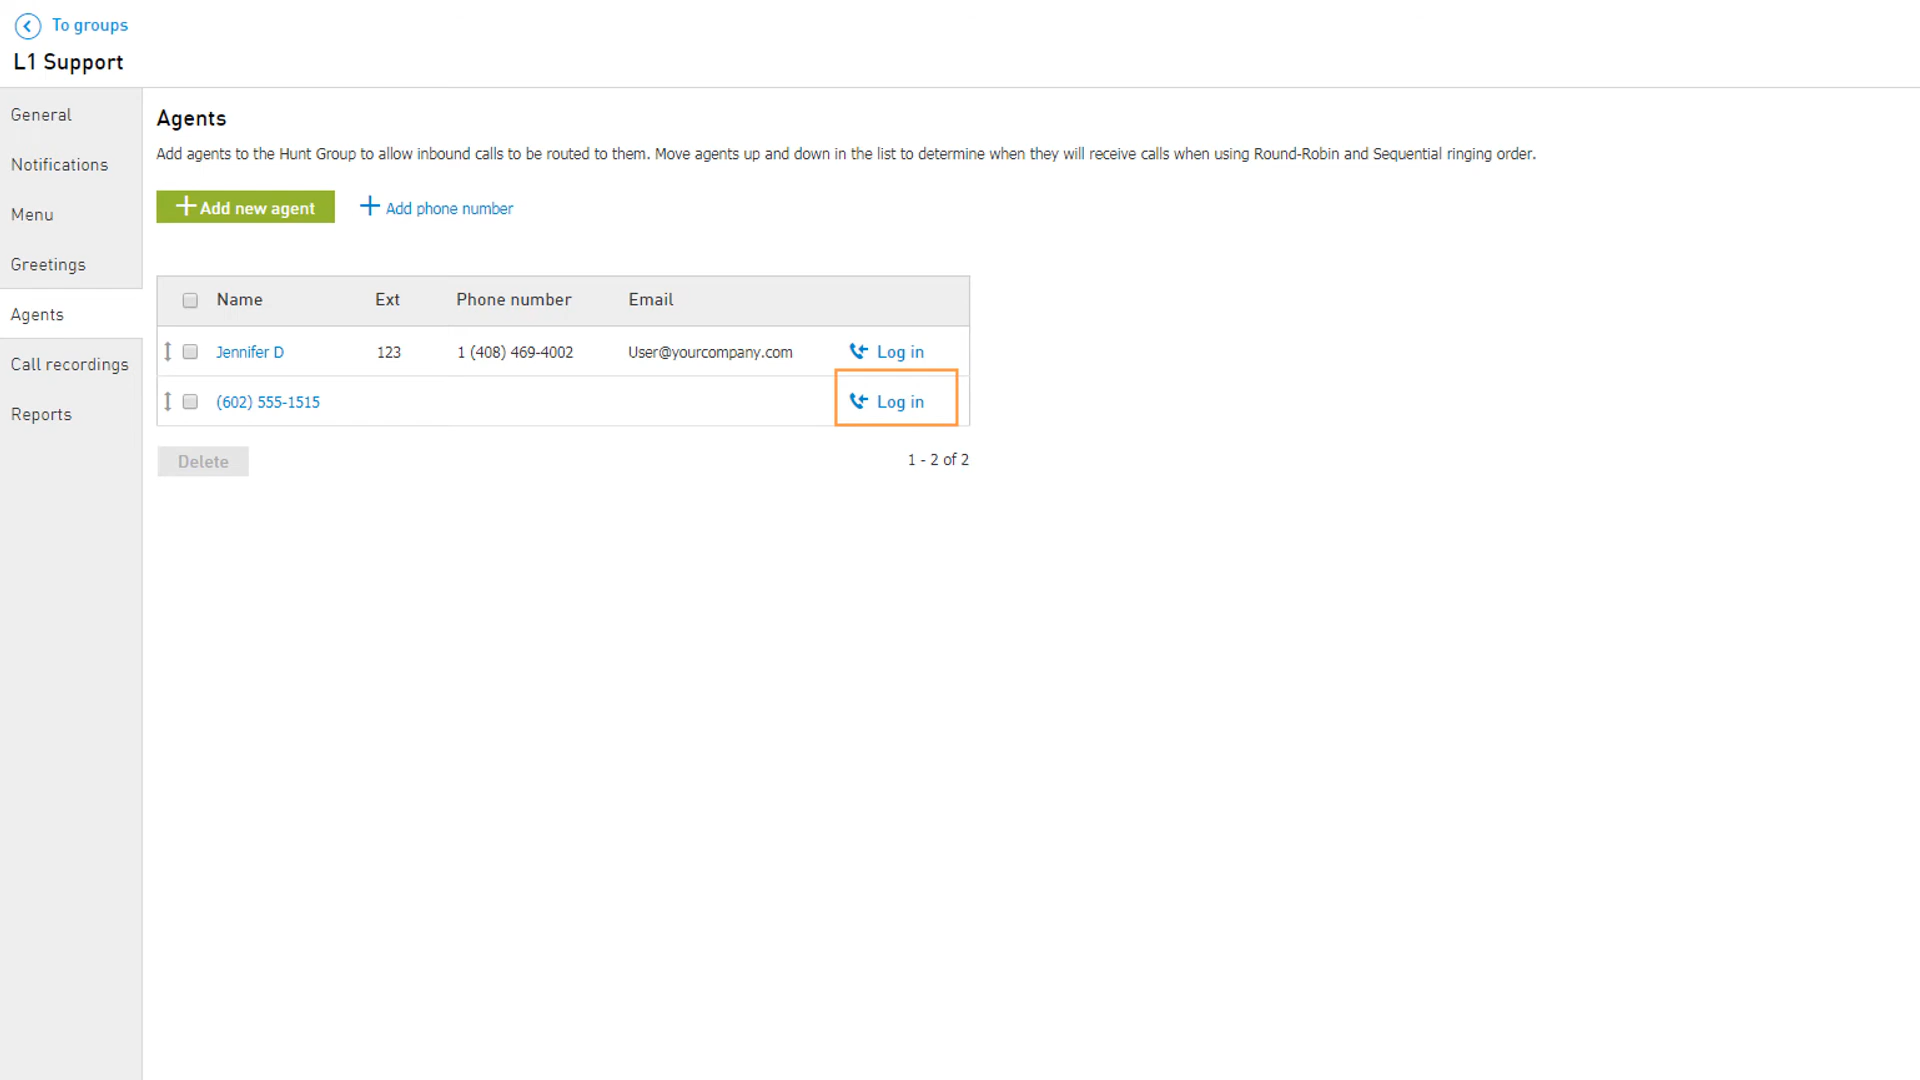 To groups
L1 Support
General
Notifications
Menu
Greetings
Agents
Call recordings
Reports
Agents
Add agents to the Hunt Group to allow inbound calls to be routed to them. Move agents up and down in the list to determine when they will receive calls when using Round-Robin and Sequential ringing order.
Add new agent Add phone number
Name Ext Phone number Email
Jennifer D 123 1 (408) 469-4002 User@yourcompany.com Log in
(602) 555-1515 Log in
Delete 1 - 2 of 2